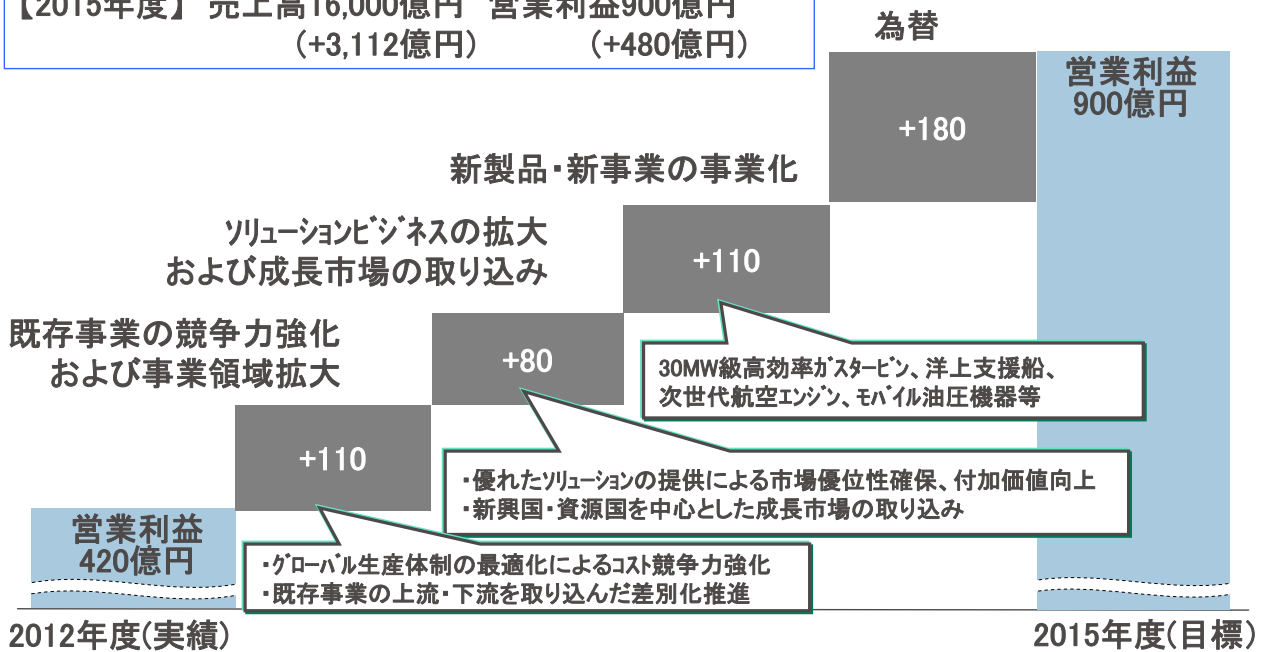 【2015年度】 売上高16,000億円 営業利益900億円
(+3,112億円) (+480億円)
為替
営業利益
900億円
+180
新製品・新事業の事業化
ｿﾘｭｰｼｮﾝﾋﾞｼﾞﾈｽの拡大
および成長市場の取り込み
+110
既存事業の競争力強化
および事業領域拡大
+80
30MW級高効率ｶﾞｽﾀｰﾋﾞﾝ、洋上支援船、
次世代航空ｴﾝｼﾞﾝ、ﾓﾊﾞｲﾙ油圧機器等
+110
・優れたｿﾘｭｰｼｮﾝの提供による市場優位性確保、付加価値向上
・新興国・資源国を中心とした成長市場の取り込み
営業利益
420億円
・ｸﾞﾛｰﾊﾞﾙ生産体制の最適化によるｺｽﾄ競争力強化
・既存事業の上流・下流を取り込んだ差別化推進
2012年度(実績)
2015年度(目標)